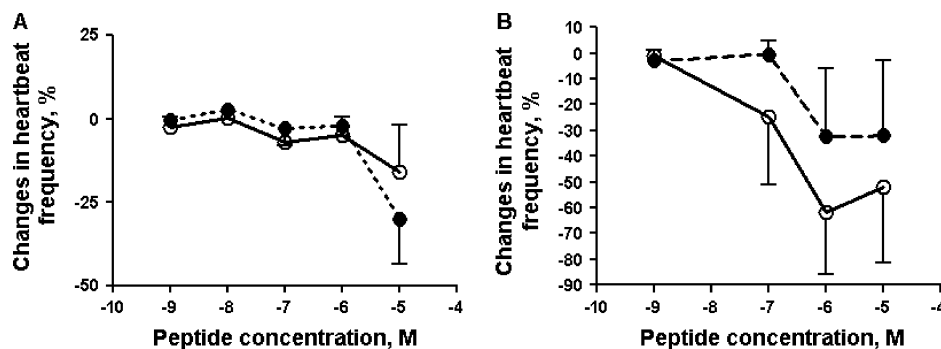 A
Changes in heartbeat
frequency, %
25
0
-25
-50
-10 -9 -8 -7 -6 -5 -4
Peptide concentration, M
B
Changes in heartbeat
frequency, %
10
0
-10
-20
-30
-40
-50
-60
-70
-80
-90
-10 -9 -8 -7 -6 -5 -4
Peptide concentration, M